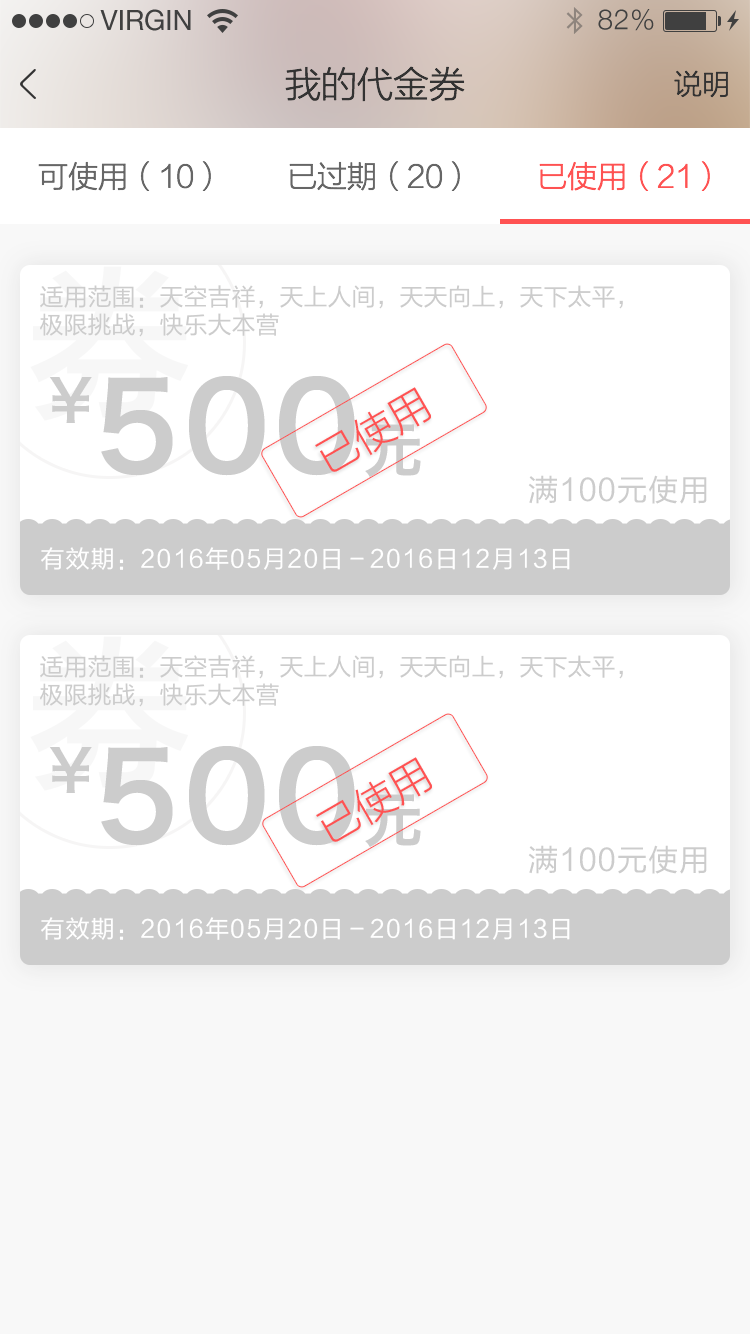 VIRGIN 82%
我的代金券 说明
可使用（10） 已过期（20） 已使用（21）
券
适用范围：天空吉祥，天上人间，天天向上，天下太平，
极限挑战，快乐大本营
¥500元
已使用
满100元使用
有效期：2016年05月20日－2016日12月13日
券
适用范围：天空吉祥，天上人间，天天向上，天下太平，
极限挑战，快乐大本营
¥500元
已使用
满100元使用
有效期：2016年05月20日－2016日12月13日